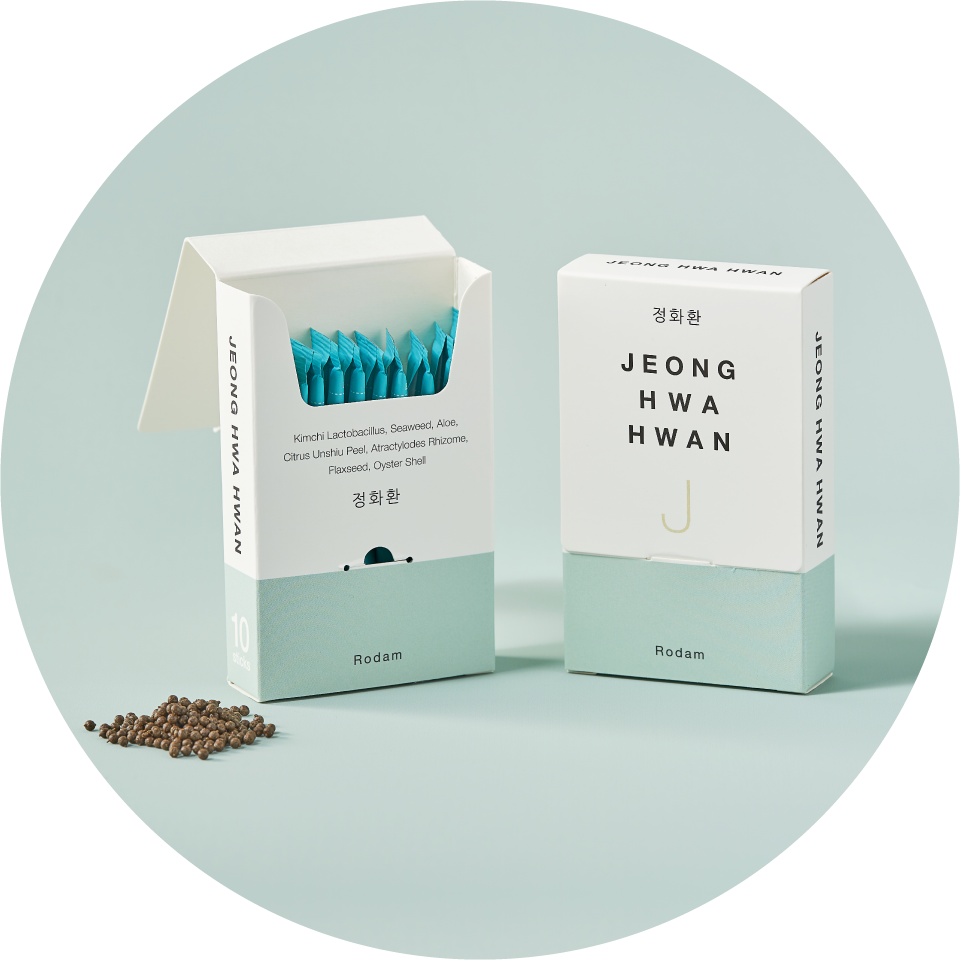 JEONG HWA HWAN
Kimchi Lactobacillus, Seaweed, Aloe,
Citrus Unshiu Peel, Atractylodes Rhizome,
Flaxseed, Oyster Shell
정화환
10
sticks
Rodam
JEONG HWA HWAN
정화환
JEONG
HWA
HWAN
J
Rodam
JEONG HWA HWAN